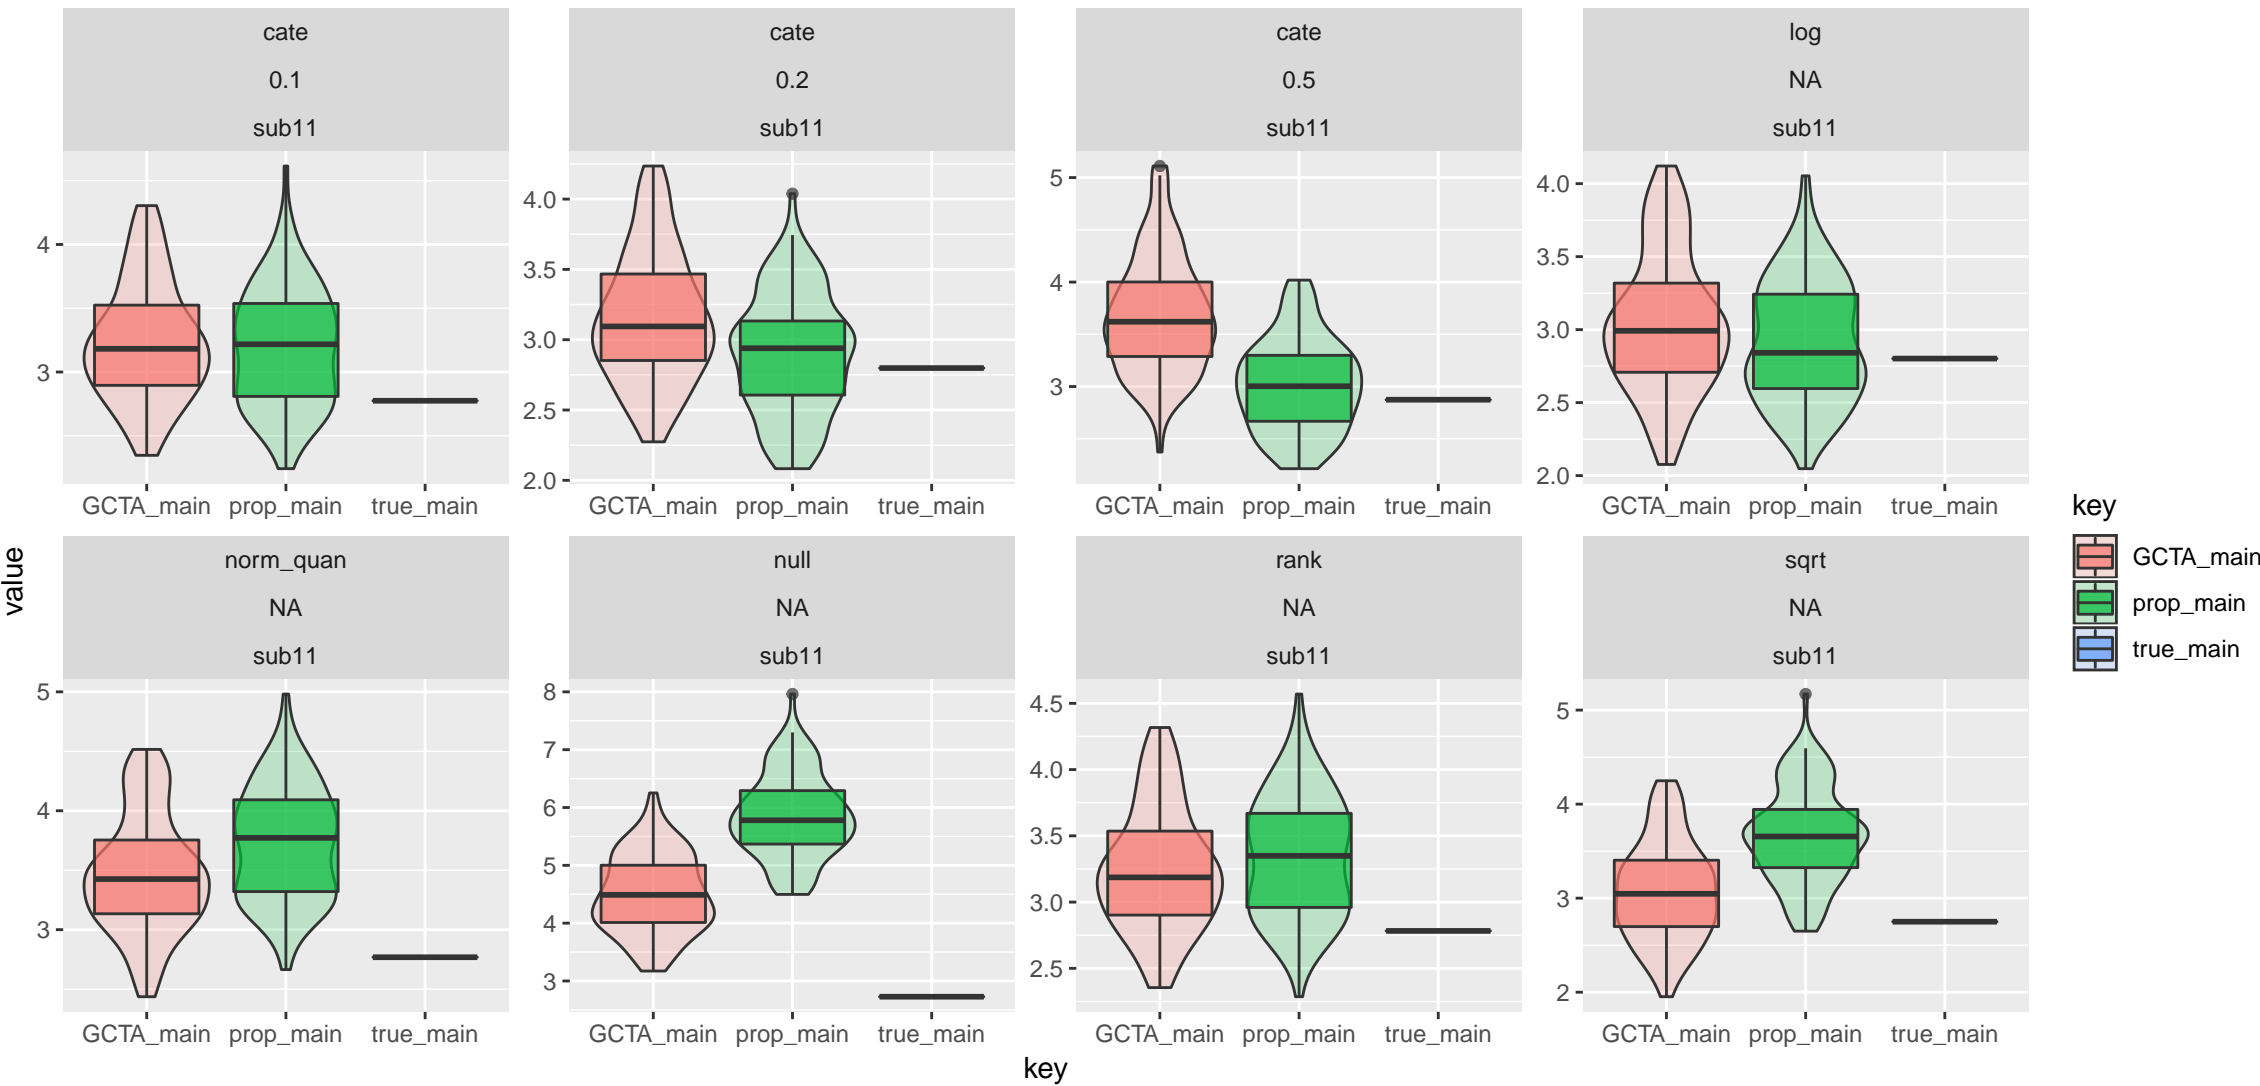 cate
0.1
sub11
cate
0.2
sub11
cate
0.5
sub11
log
NA
sub11
4
3
4.0
3.5
3.0
2.5
2.0
5
4
3
4.0
3.5
3.0
2.5
2.0
GCTA_main prop_main true_main
GCTA_main prop_main true_main
GCTA_main prop_main true_main
GCTA_main prop_main true_main
value
norm_quan
NA
sub11
null
NA
sub11
rank
NA
sub11
sqrt
NA
sub11
5
4
3
8
7
6
5
4
3
4.5
4.0
3.5
3.0
2.5
5
4
3
2
GCTA_main prop_main true_main
GCTA_main prop_main true_main
GCTA_main prop_main true_main
GCTA_main prop_main true_main
key
key
GCTA_main
prop_main
true_main